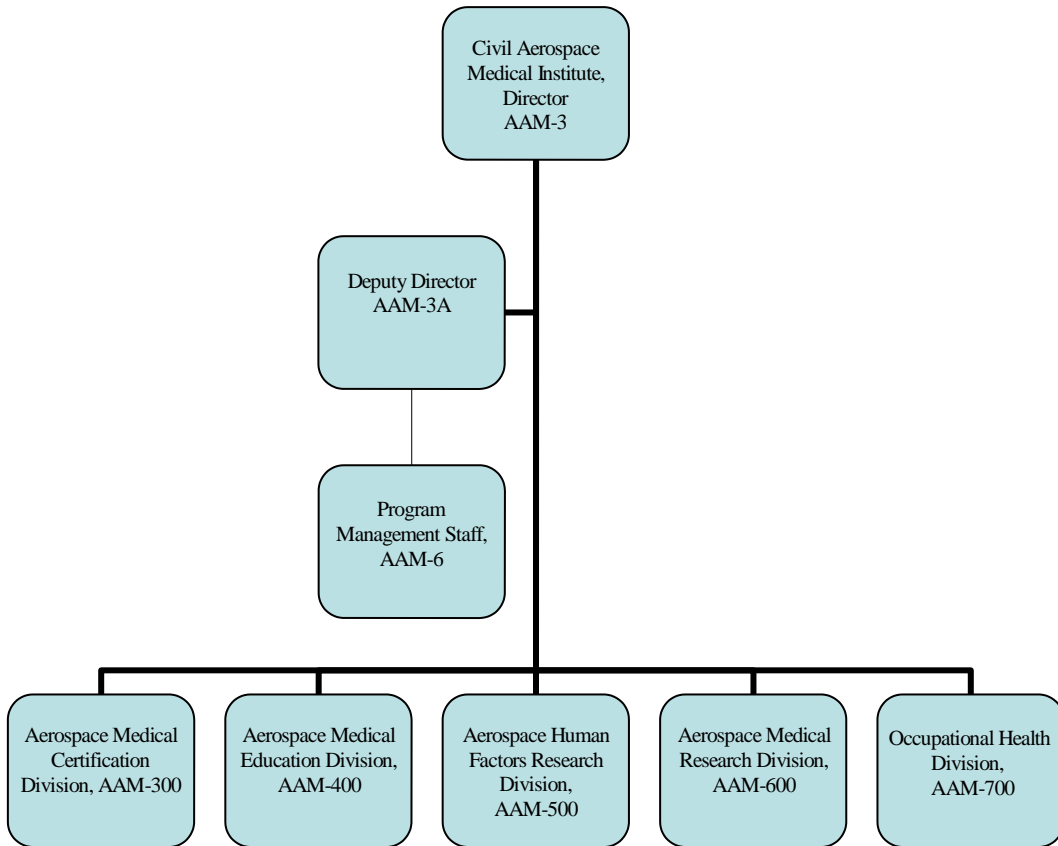 Civil Aerospace
Medical Institute,
Director
AAM-3
Deputy Director
AAM-3A
Program
Management Staff,
AAM-6
Aerospace Medical
Certification
Division, AAM-300
Aerospace Medical
Education Division,
AAM-400
Aerospace Human
Factors Research
Division,
AAM-500
Aerospace Medical
Research Division,
AAM-600
Occupational Health
Division,
AAM-700